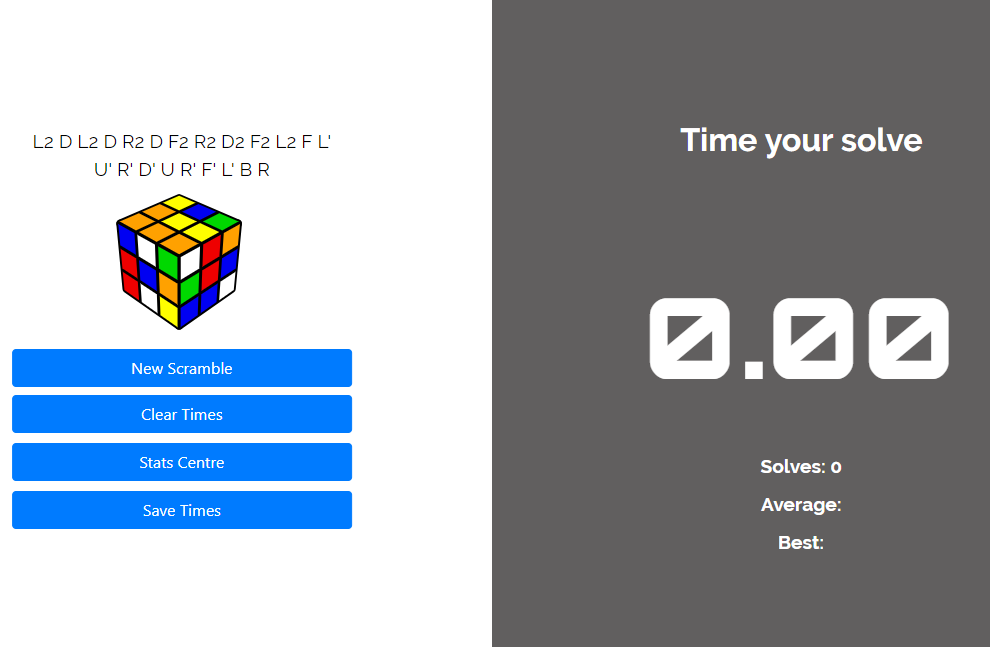 L2 D L2 D R2 D F2 R2 D2 F2 L2 F L'
U' R' D' U R' F' L' B R
New Scramble
Clear Times
Stats Centre
Save Times
Time your solve
0.00
Solves: 0
Average:
Best: